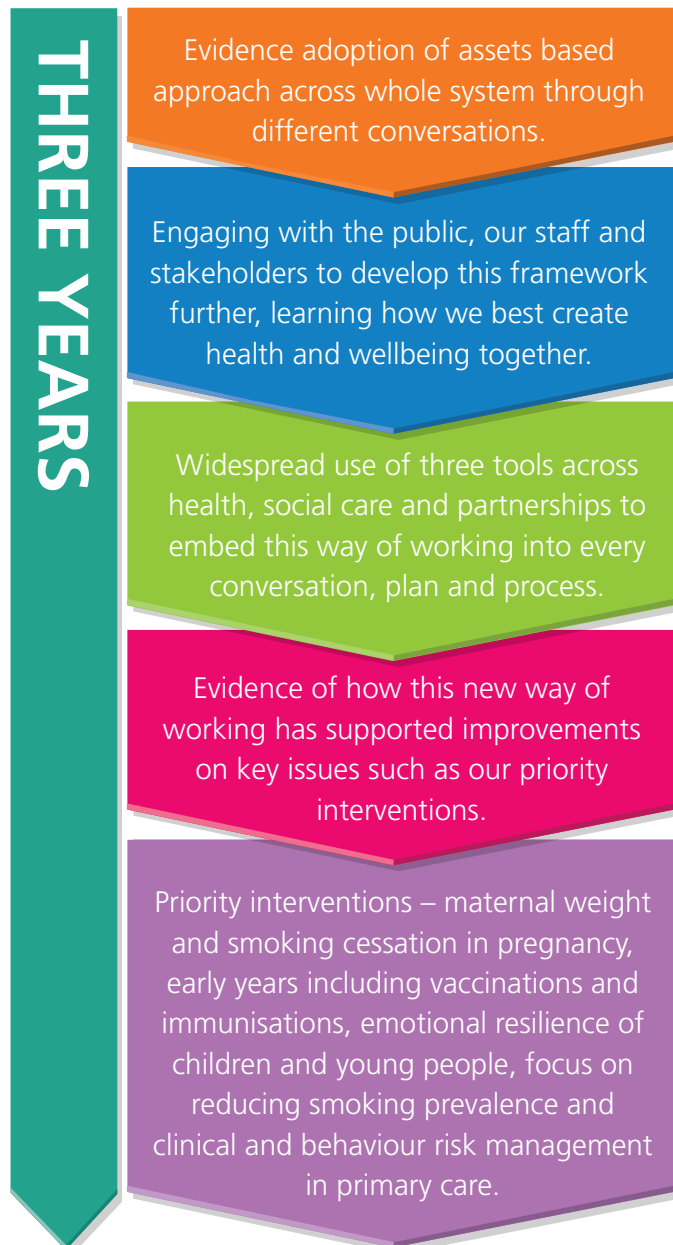 THREE YEARS
Evidence adoption of assets based
approach across whole system through
different conversations.
Engaging with the public, our staff and
stakeholders to develop this framework
further, learning how we best create
health and wellbeing together.
Widespread use of three tools across
health, social care and partnerships to
embed this way of working into every
conversation, plan and process.
Evidence of how this new way of
working has supported improvements
on key issues such as our priority
interventions.
Priority interventions – maternal weight
and smoking cessation in pregnancy,
early years including vaccinations and
immunisations, emotional resilience of
children and young people, focus on
reducing smoking prevalence and
clinical and behaviour risk management
in primary care.